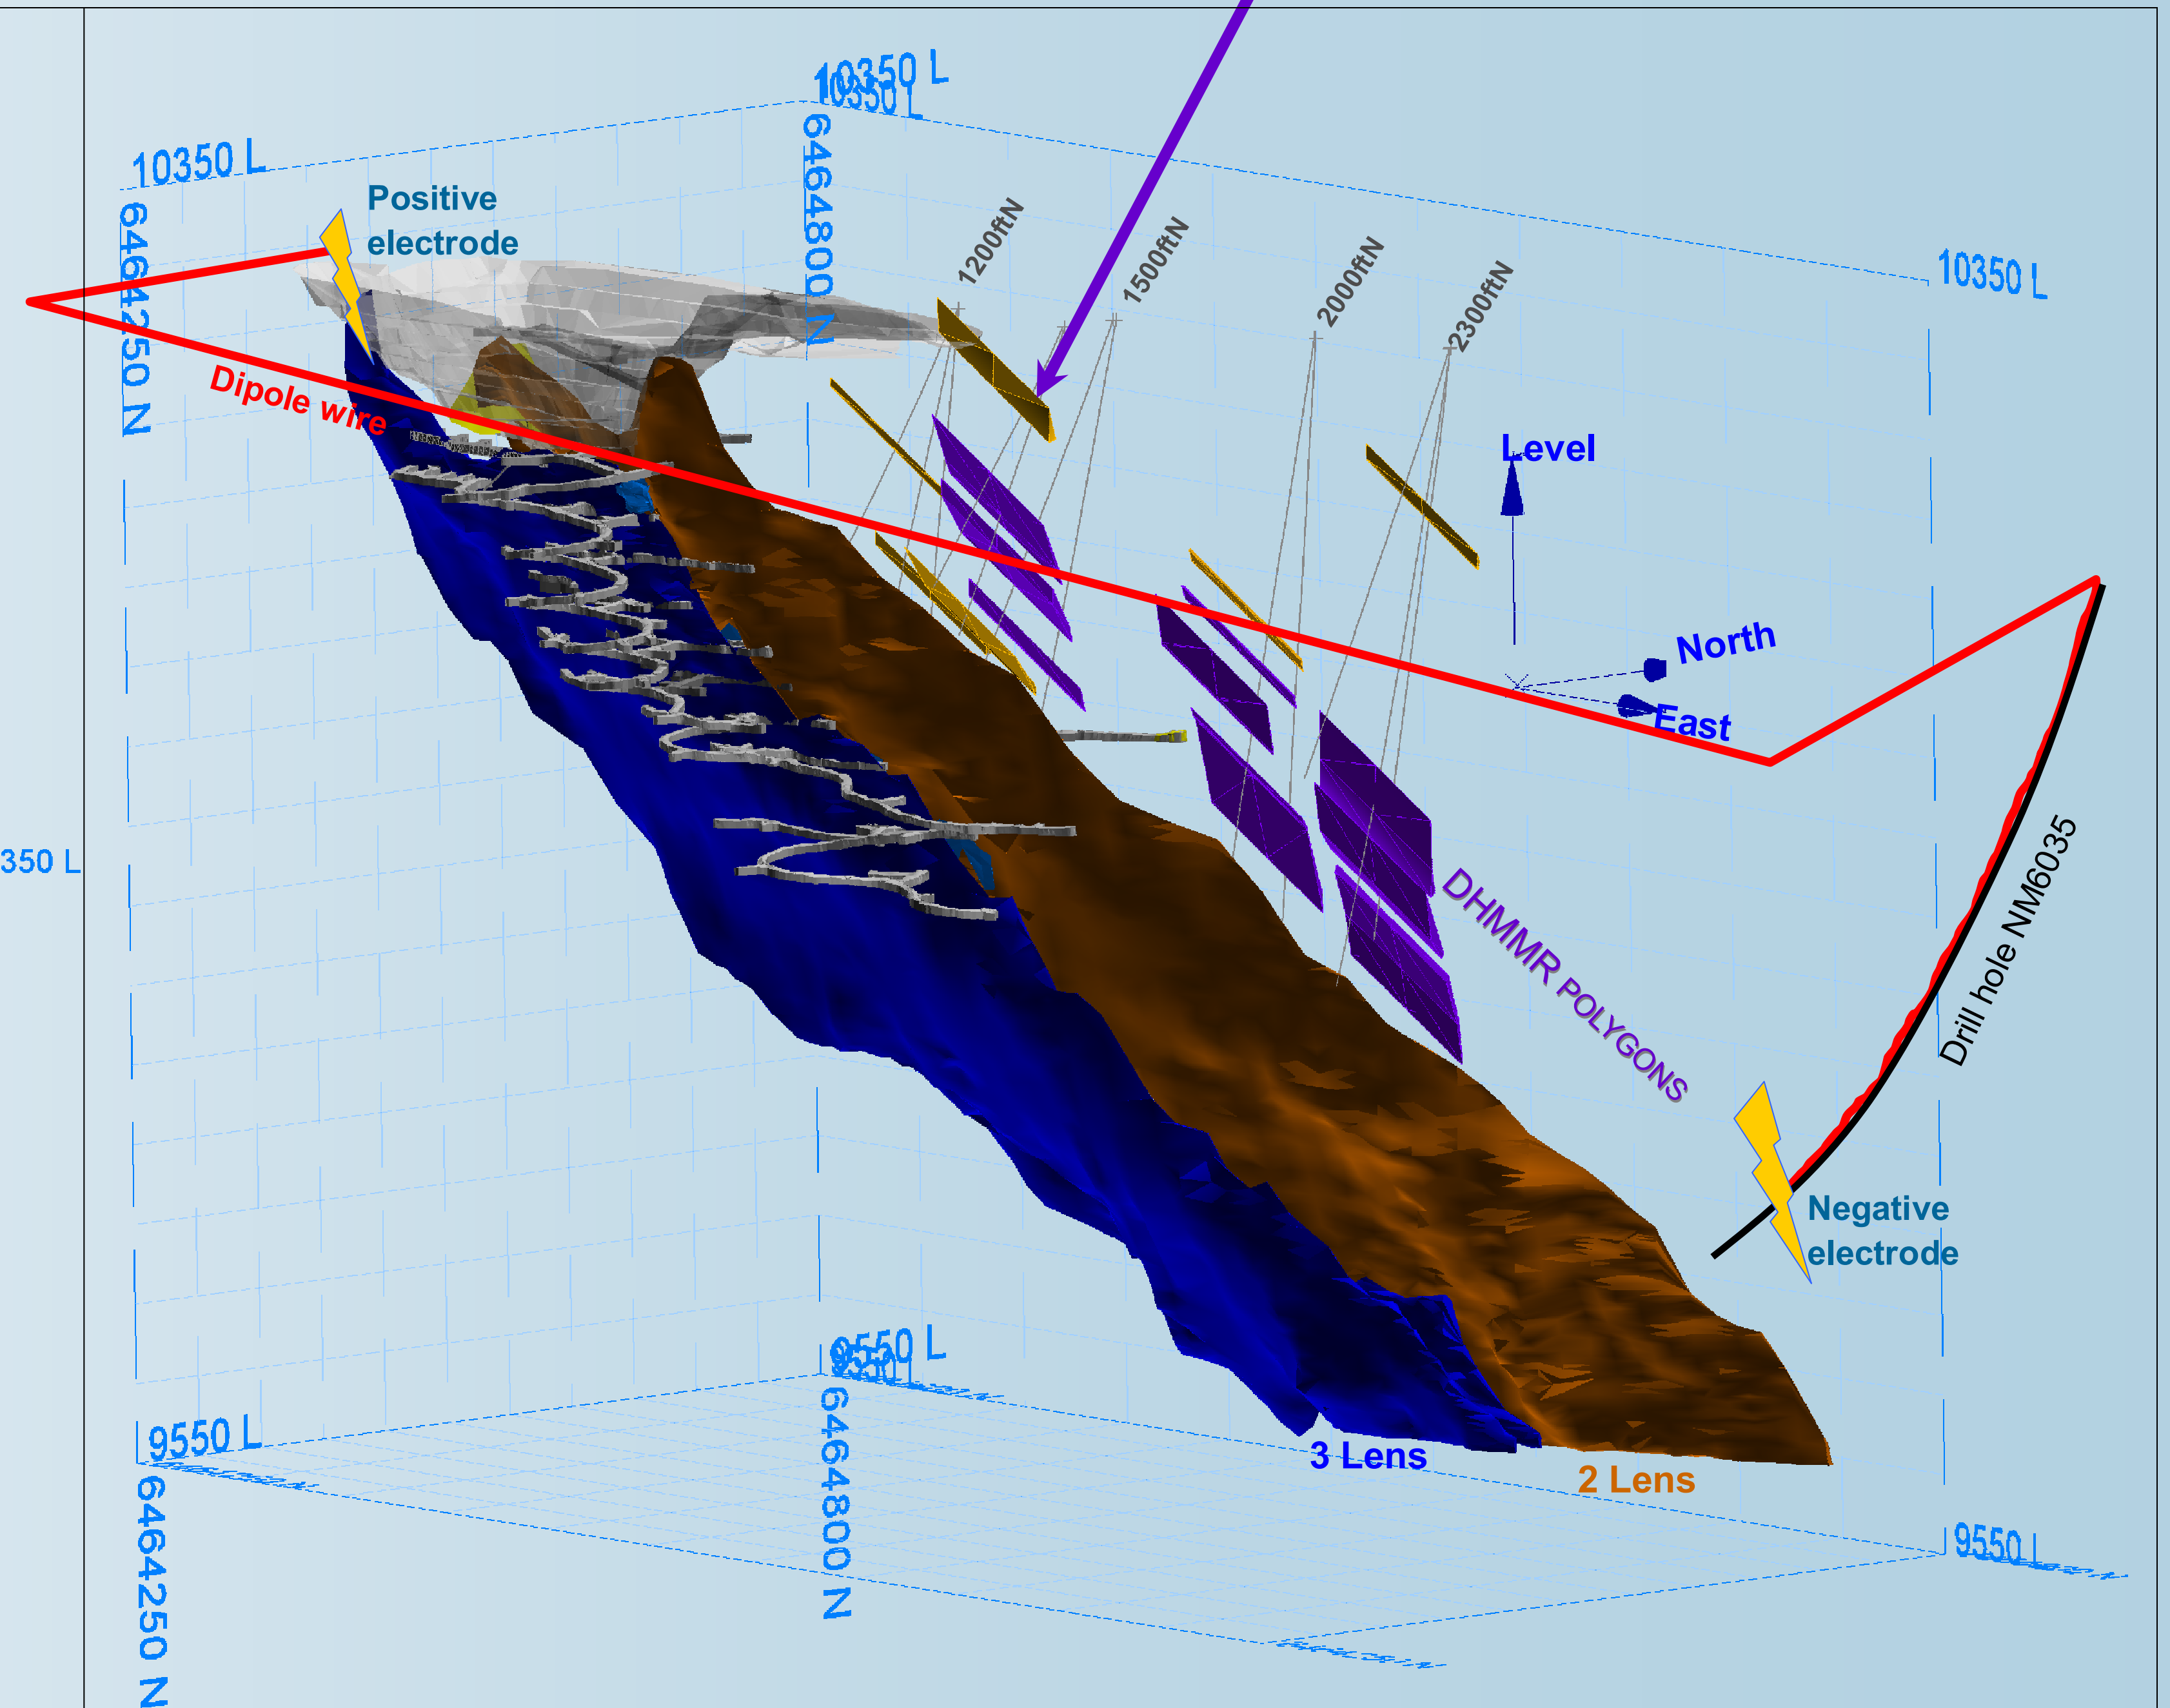 10350 L
10350 L
10350 L
10350 L
6464250 N
6464800 N
Positive
electrode
Dipole wire
1200ftN
1500ftN
2000ftN
2300ftN
Level
North
East
350 L
DHMMR POLYGONS
Drill hole NM6035
Negative
electrode
9550 L
9550 L
9550 L
9550 L
3 Lens
2 Lens
6464250 N
6464800 N